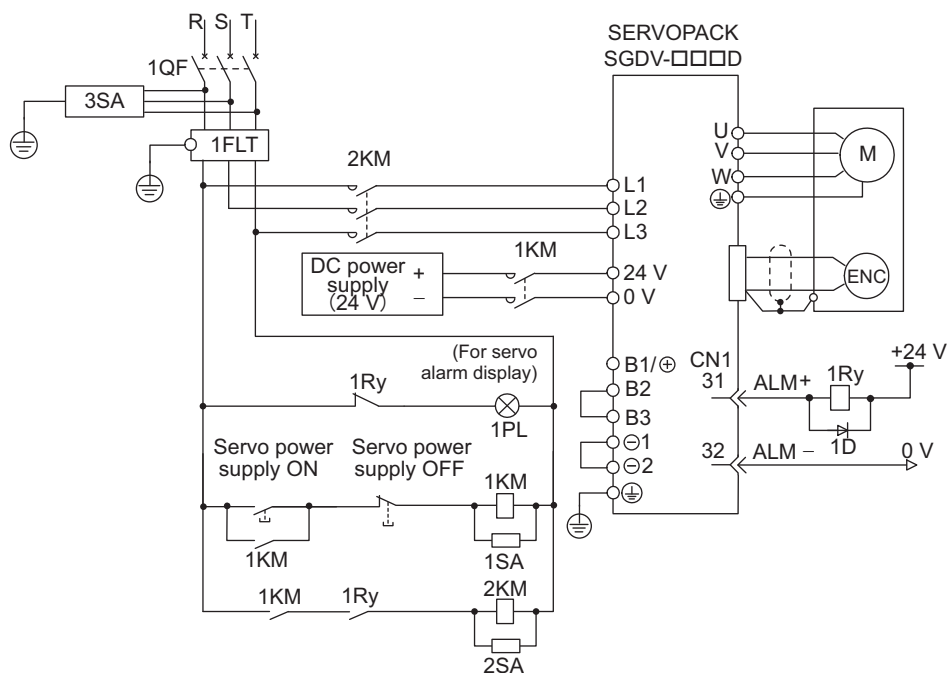 R S T
SERVOPACK
SGDV-□□□D
1QF
3SA
1FLT
2KM
U
V
W
M
L1
L2
L3
1KM
DC power
supply
(24 V)
+
−
24 V
0 V
ENC
(For servo
alarm display)
1Ry
1PL
B1/⊕
B2
B3
⊖1
⊖2
CN1
31
ALM+
1Ry
+24 V
1D
32
ALM −
0 V
Servo power
supply ON
Servo power
supply OFF
1KM
1KM
1SA
1KM
1Ry
2KM
2SA